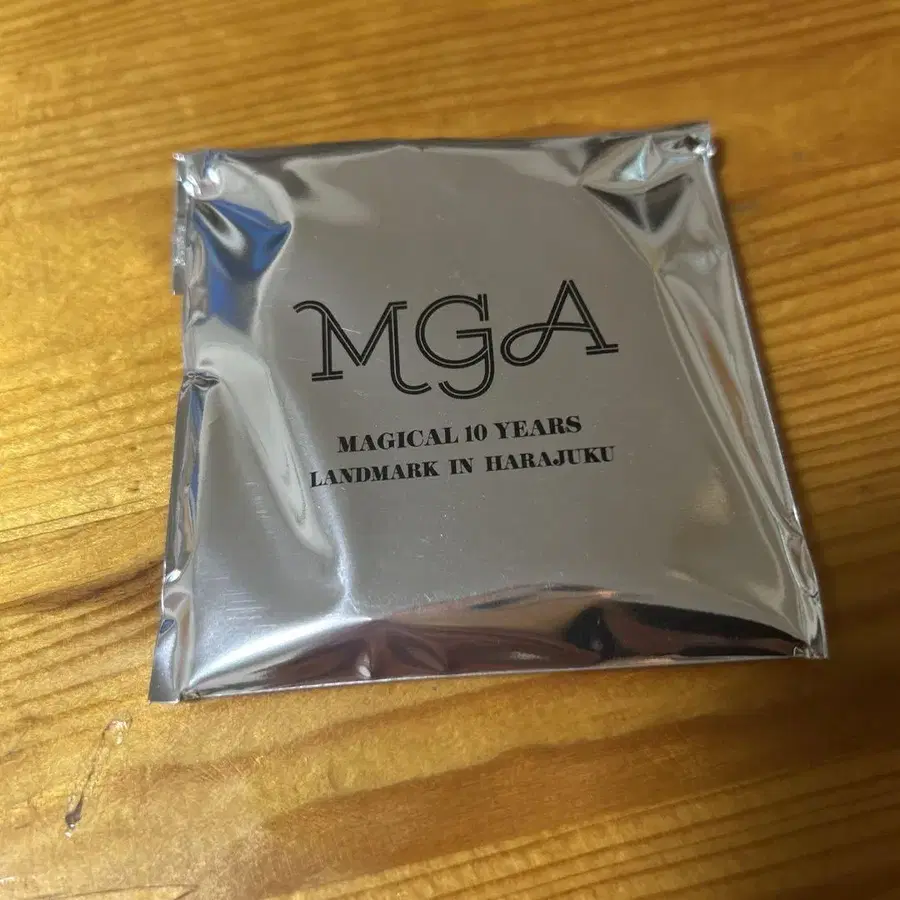 MGA
MAGICAL 10 YEARS
LANDMARK IN HARAJUKU